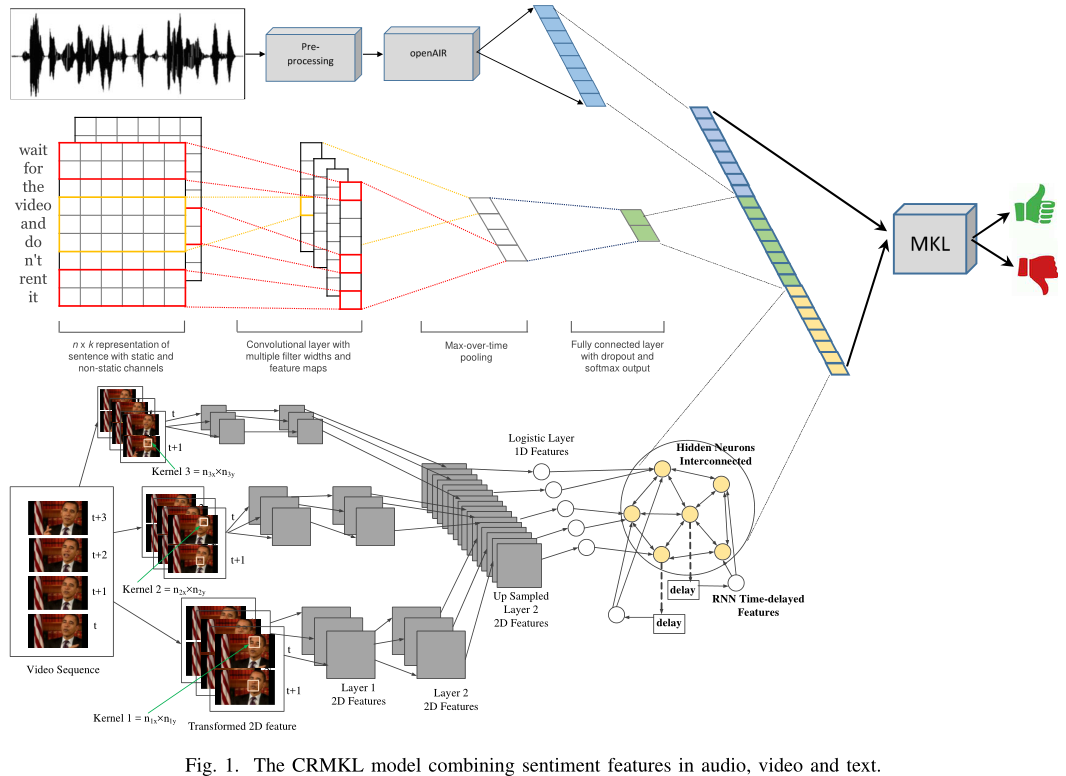 Pre-
processing
openAIR
wait
for
the
video
and
do
n't
rent
it
MKL
n x k representation of
sentence with static and
non-static channels
Convolutional layer with
multiple filter widths and
feature maps
Max-over-time
pooling
Fully connected layer
with dropout and
softmax output
t
t+1
Kernel 3 = n3x×n3y
Logistic Layer
1D Features
Hidden Neurons
Interconnected
t+3
t+2
t+1
t
Video Sequence
t+1
Kernel 2 = n2x×n2y
Up Sampled
Layer 2
2D Features
delay
delay
RNN Time-delayed
Features
t
t+1
Kernel 1 = n1x×n1y
Transformed 2D feature
Layer 1
2D Features
Layer 2
2D Features
Fig. 1. The CRMKL model combining sentiment features in audio, video and text.